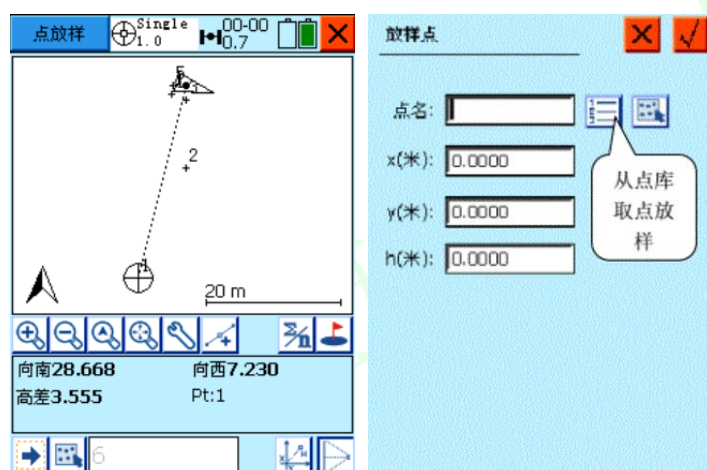 点放样
Single
1.0
00-00
0.7
5
4
2
1
20 m
向南28.668
向西7.230
高差3.555
Pt:1
6
放样点
点名:
x(米): 0.0000
y(米): 0.0000
h(米): 0.0000
从点库
取点放
样